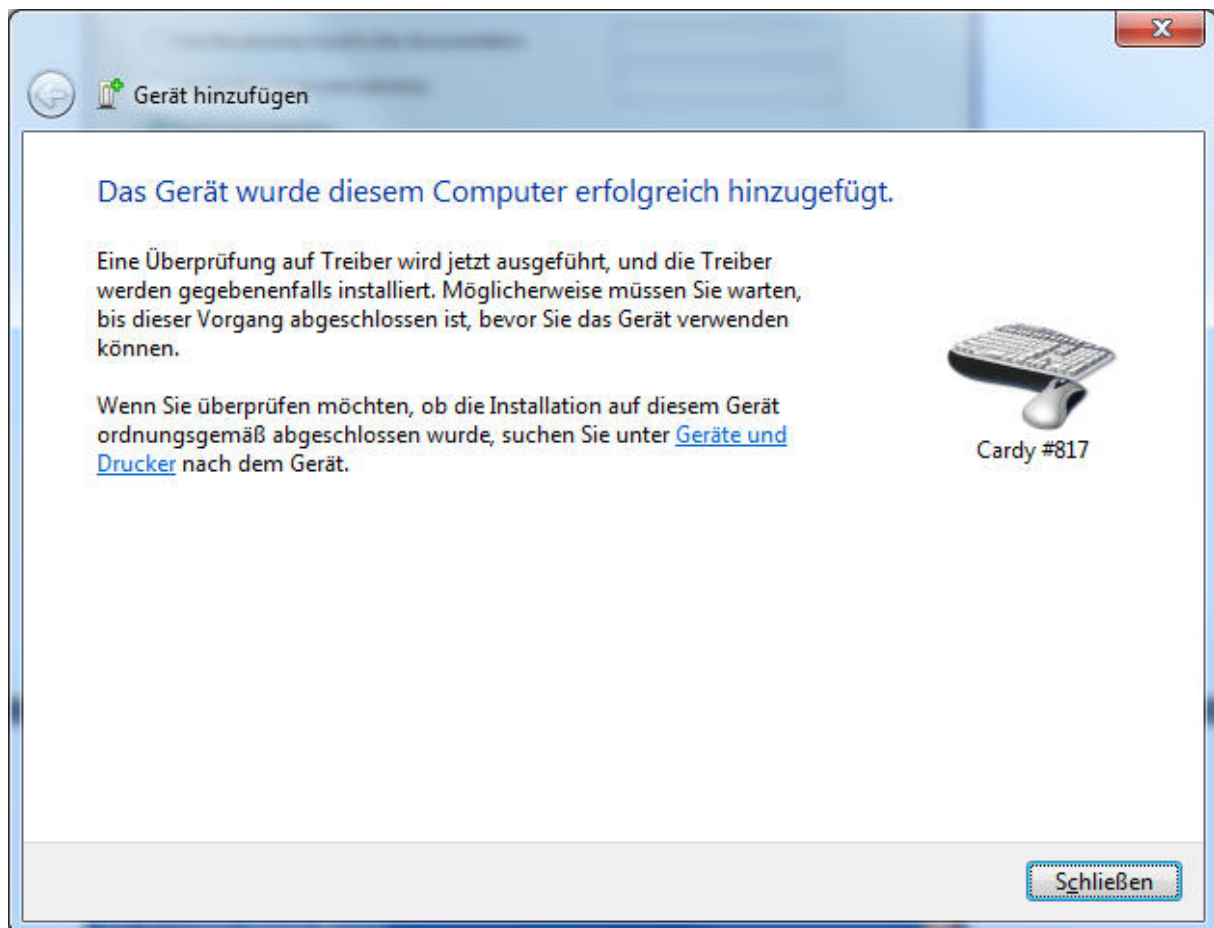 Gerät hinzufügen
Das Gerät wurde diesem Computer erfolgreich hinzugefügt.
Eine Überprüfung auf Treiber wird jetzt ausgeführt, und die Treiber
werden gegebenenfalls installiert. Möglicherweise müssen Sie warten,
bis dieser Vorgang abgeschlossen ist, bevor Sie das Gerät verwenden
können.
Wenn Sie überprüfen möchten, ob die Installation auf diesem Gerät
ordnungsgemäß abgeschlossen wurde, suchen Sie unter Geräte und
Drucker nach dem Gerät.
Cardy #817
Schließen